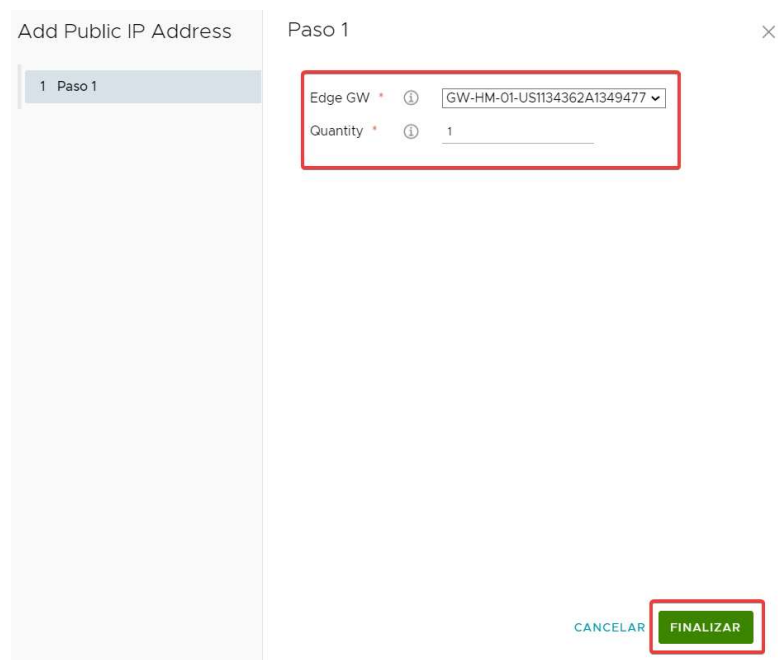 Add Public IP Address
1 Paso 1
Paso 1
Edge GW *
GW-HM-01-US1134362A1349477
Quantity *
1
CANCELAR
FINALIZAR